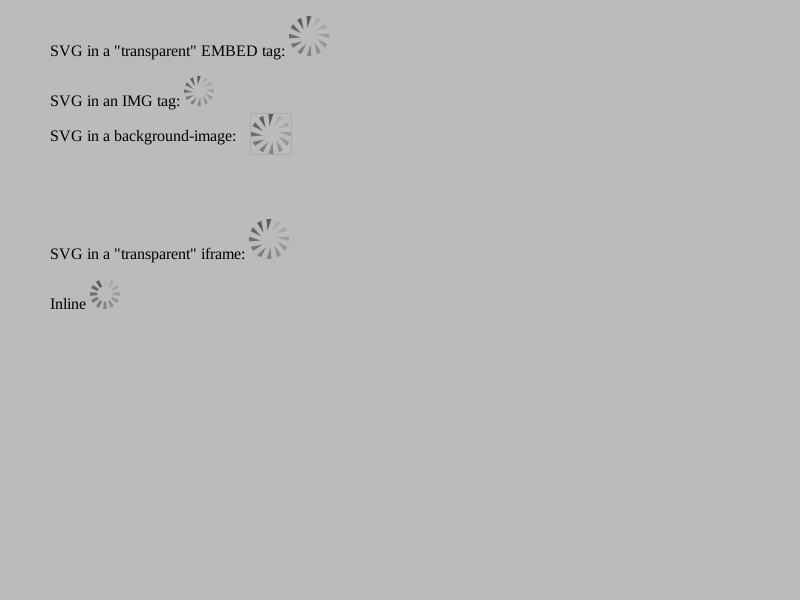 SVG in a "transparent" EMBED tag:
SVG in an IMG tag:
SVG in a background-image:
SVG in a "transparent" iframe:
Inline